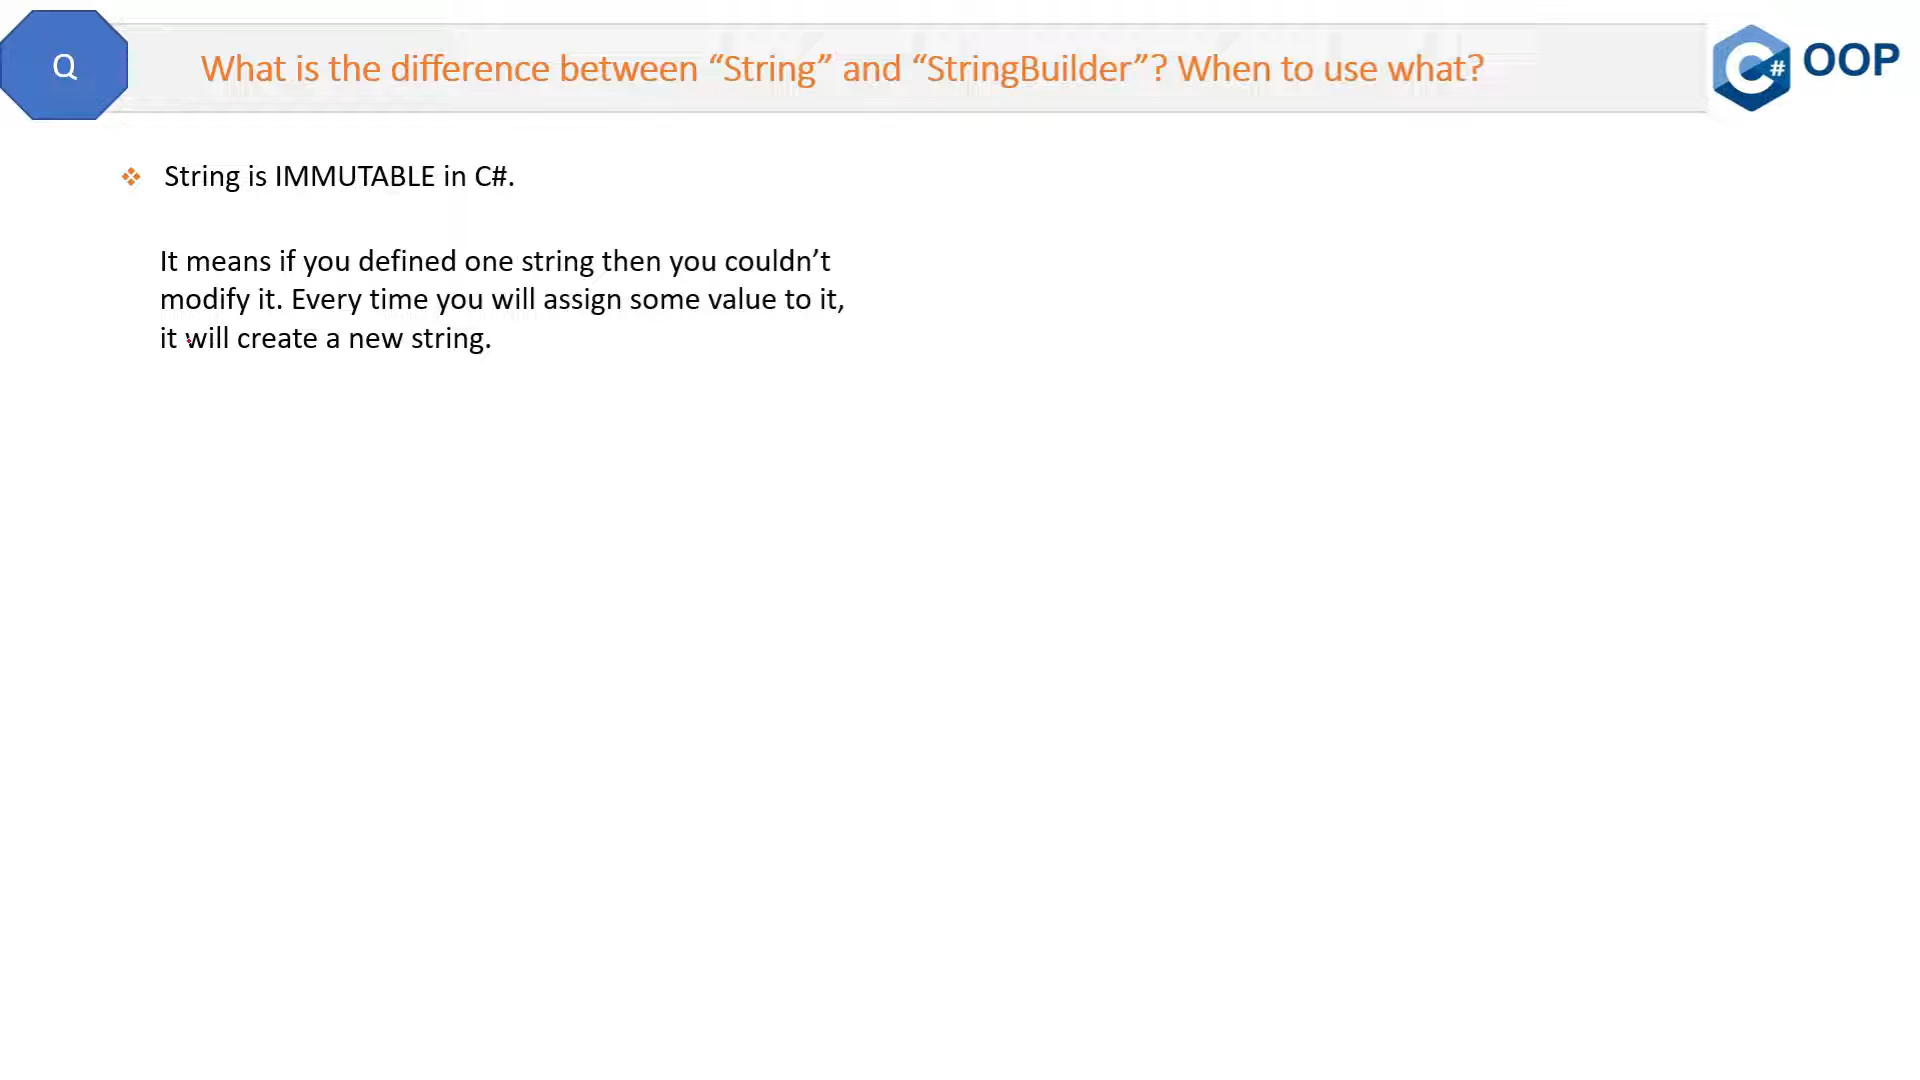 Q
What is the difference between “String” and “StringBuilder”? When to use what?
C# OOP
String is IMMUTABLE in C#.
It means if you defined one string then you couldn’t
modify it. Every time you will assign some value to it,
it will create a new string.